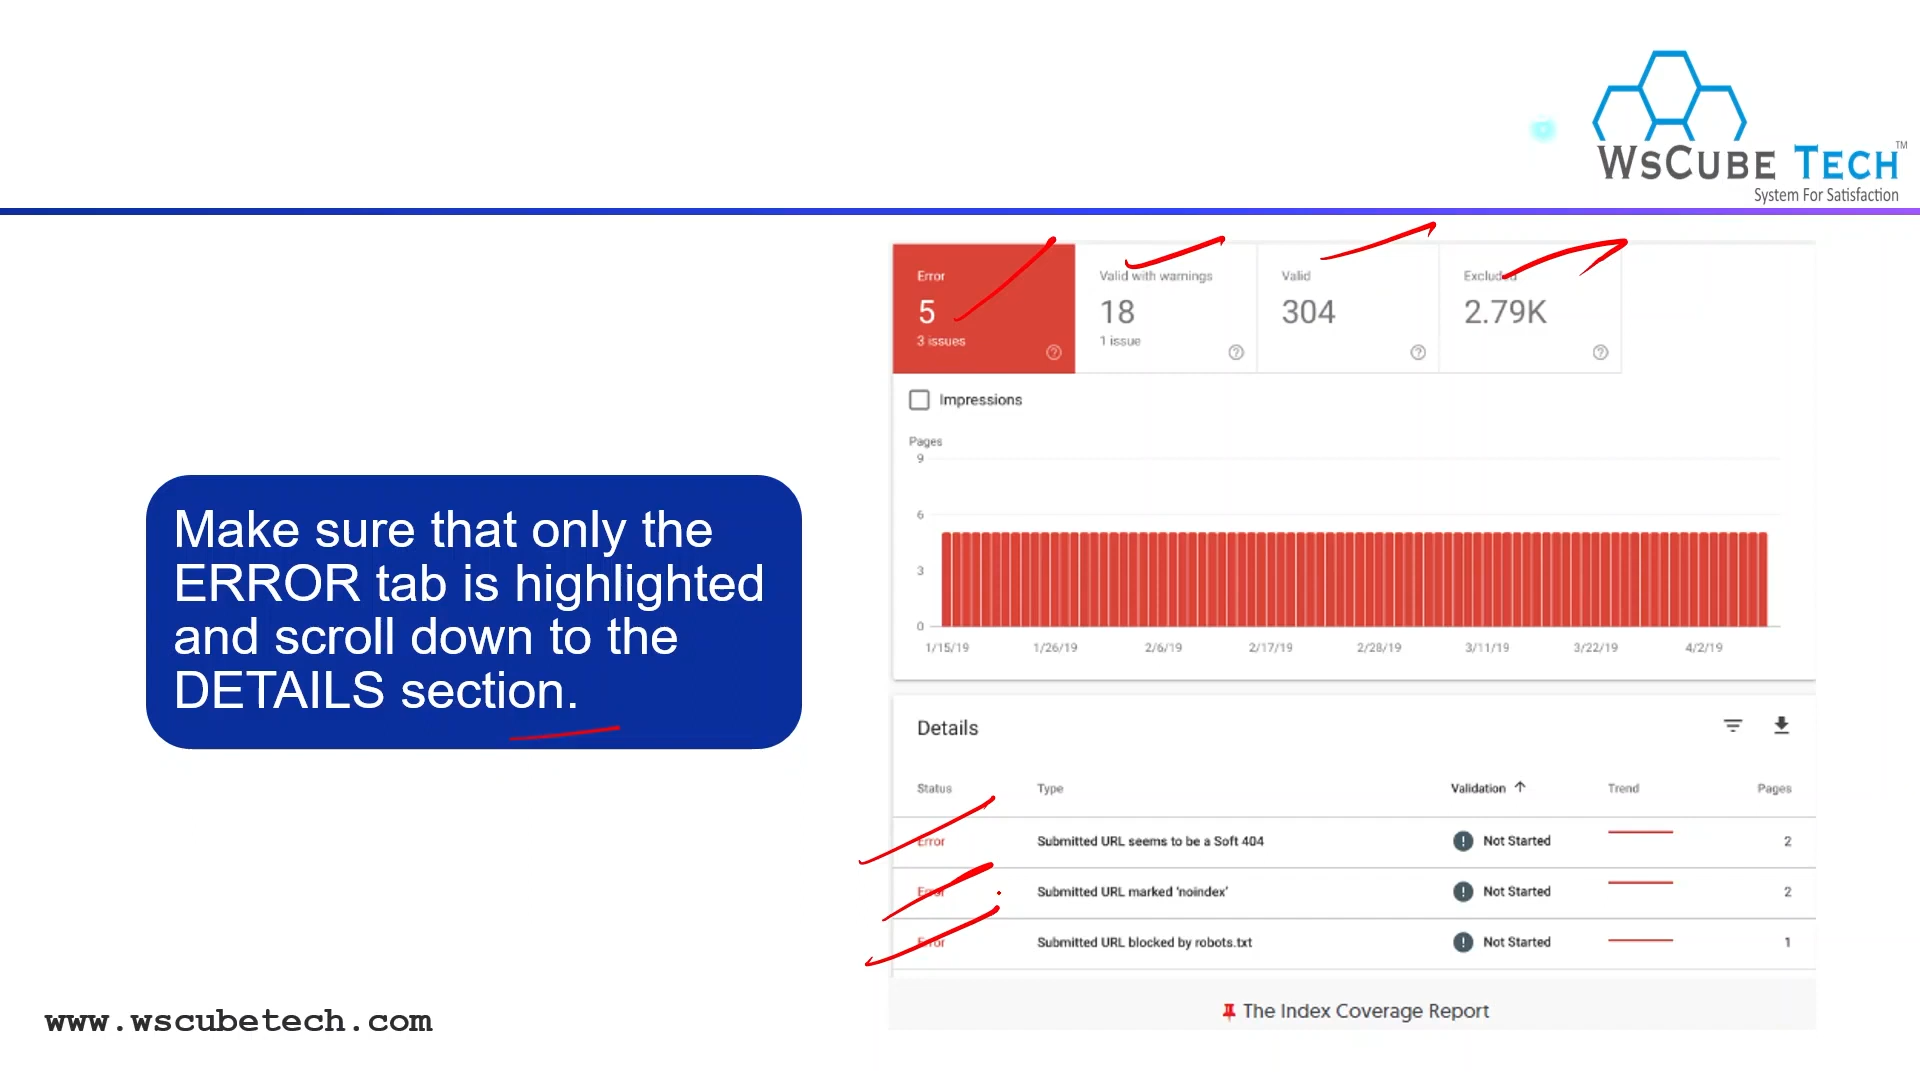 WsCube Tech™
System For Satisfaction
Error
5
3 issues
Valid with warnings
18
1 issue
Valid
304
Excluded
2.79K
Impressions
Pages
9
6
3
0
1/15/19 1/26/19 2/6/19 2/17/19 2/28/19 3/11/19 3/22/19 4/2/19
Make sure that only the
ERROR tab is highlighted
and scroll down to the
DETAILS section.
Details
Status Type Validation Trend Pages
Error Submitted URL seems to be a Soft 404 Not Started 2
Error Submitted URL marked 'noindex' Not Started 2
Error Submitted URL blocked by robots.txt Not Started 1
The Index Coverage Report
www.wscubetech.com